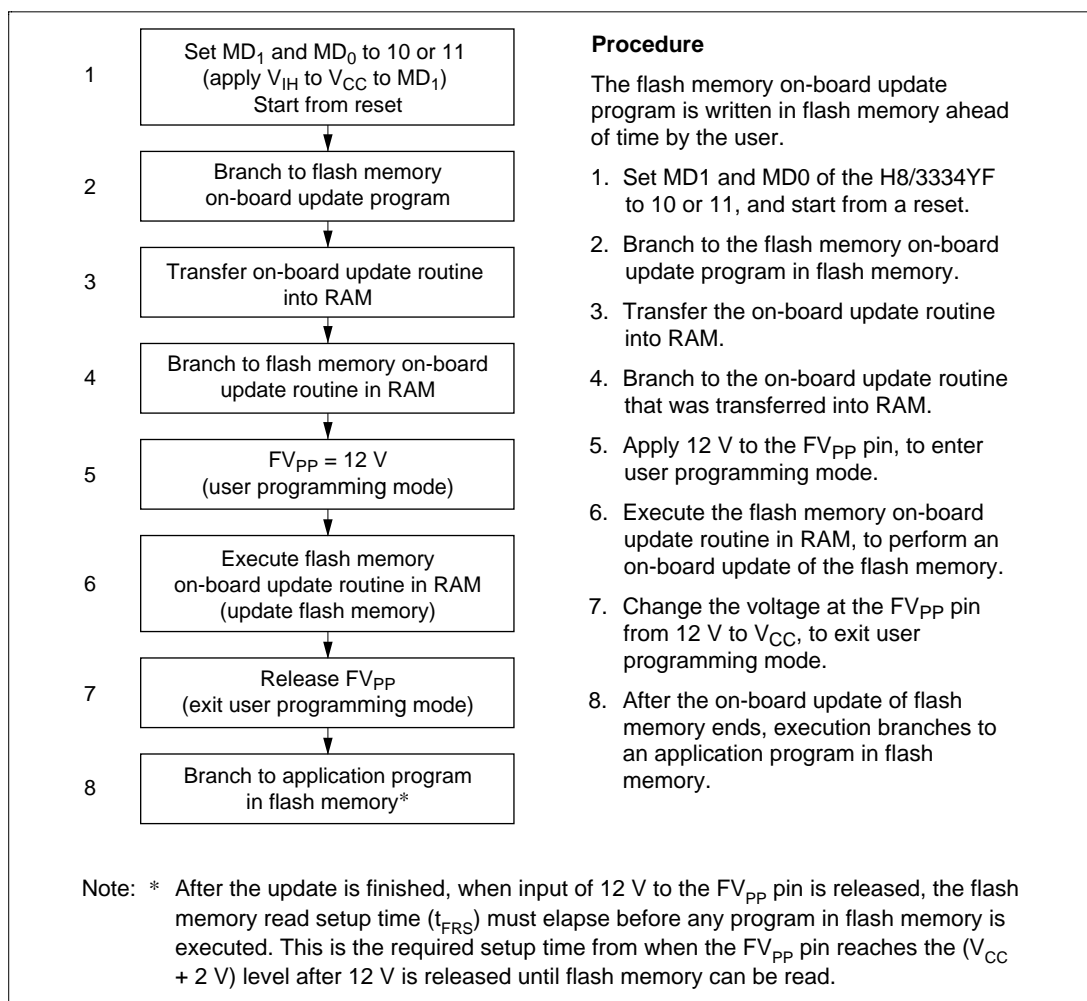 1
Set MD1 and MD0 to 10 or 11
(apply VIH to VCC to MD1)
Start from reset
2
Branch to flash memory
on-board update program
3
Transfer on-board update routine
into RAM
4
Branch to flash memory on-board
update routine in RAM
5
FVPP = 12 V
(user programming mode)
6
Execute flash memory
on-board update routine in RAM
(update flash memory)
7
Release FVPP
(exit user programming mode)
8
Branch to application program
in flash memory*
Procedure
The flash memory on-board update
program is written in flash memory ahead
of time by the user.
1. Set MD1 and MD0 of the H8/3334YF
to 10 or 11, and start from a reset.
2. Branch to the flash memory on-board
update program in flash memory.
3. Transfer the on-board update routine
into RAM.
4. Branch to the on-board update routine
that was transferred into RAM.
5. Apply 12 V to the FVPP pin, to enter
user programming mode.
6. Execute the flash memory on-board
update routine in RAM, to perform an
on-board update of the flash memory.
7. Change the voltage at the FVPP pin
from 12 V to VCC, to exit user
programming mode.
8. After the on-board update of flash
memory ends, execution branches to
an application program in flash
memory.
Note: * After the update is finished, when input of 12 V to the FVPP pin is released, the flash
memory read setup time (tFRS) must elapse before any program in flash memory is
executed. This is the required setup time from when the FVPP pin reaches the (VCC
+ 2 V) level after 12 V is released until flash memory can be read.